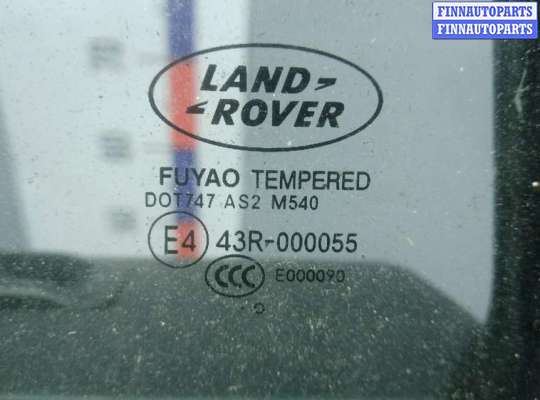 FINNAUTOPARTS
FINNAUTOPARTS
LAND
ROVER
FUYAO TEMPERED
DOT747 AS2 M540
E4 43R-000055
CCC E000090